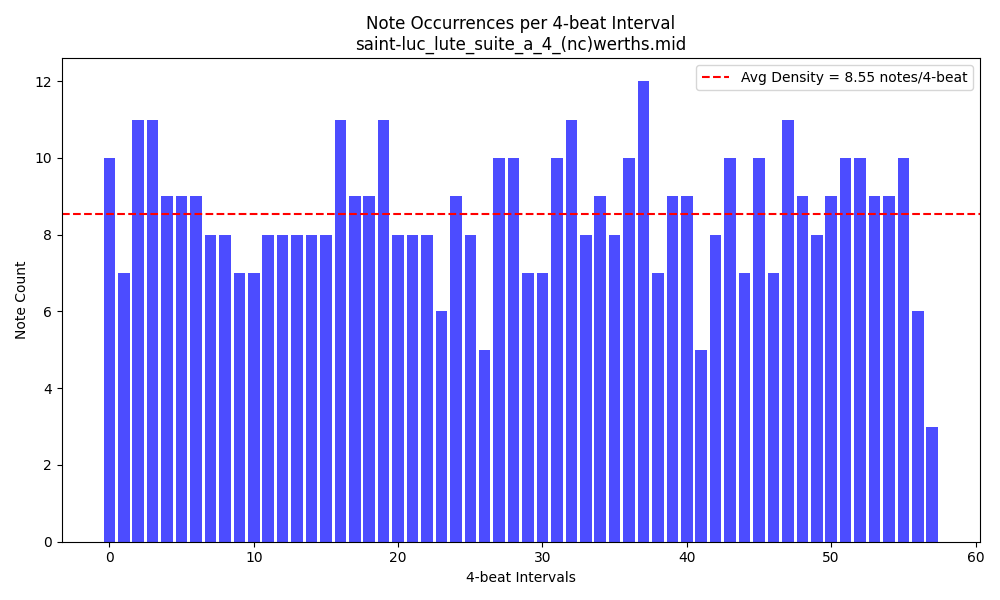 Note Occurrences per 4-beat Interval
saint-luc_lute_suite_a_4_(nc)werths.mid
Avg Density = 8.55 notes/4-beat
Note Count
12
10
8
6
4
2
0
0 10 20 30 40 50 60
4-beat Intervals